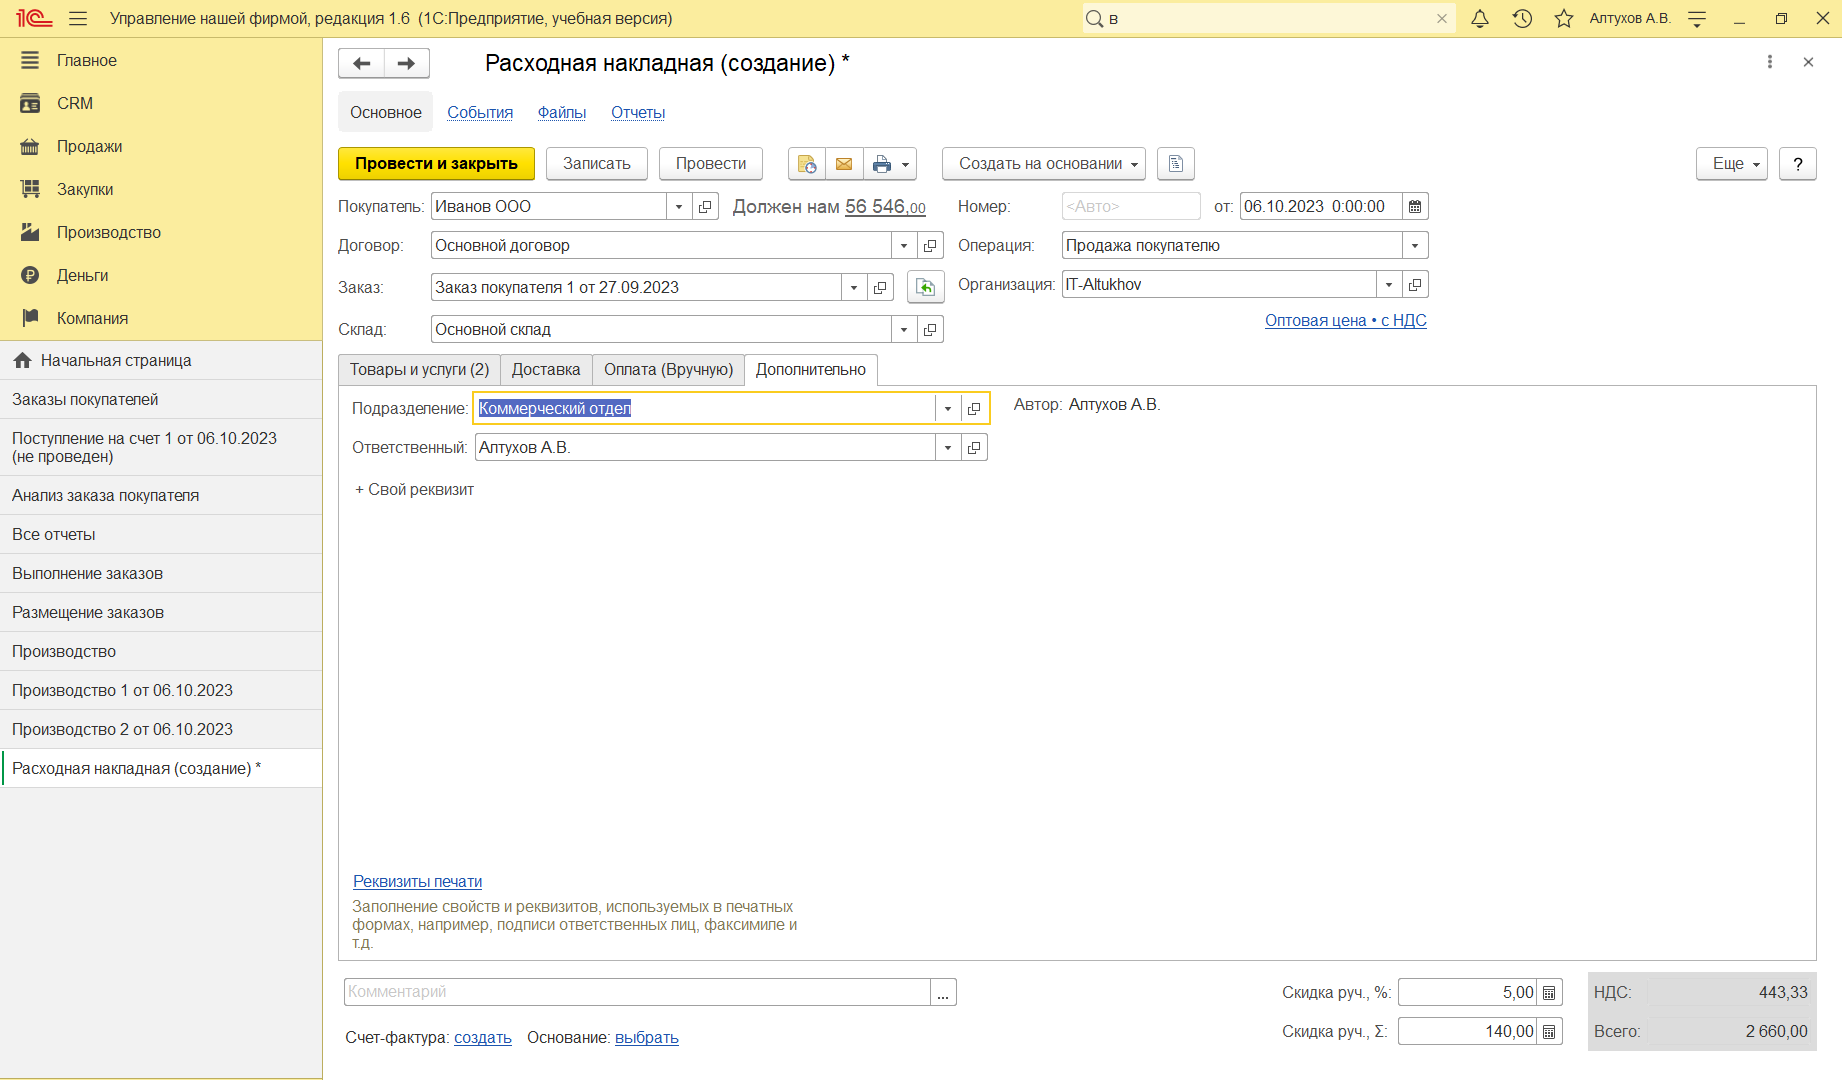 1С Управление нашей фирмой, редакция 1.6 (1С:Предприятие, учебная версия) в Алтухов А.В.
Главное
CRM
Продажи
Закупки
Производство
Деньги
Компания
Начальная страница
Заказы покупателей
Поступление на счет 1 от 06.10.2023
(не проведен)
Анализ заказа покупателя
Все отчеты
Выполнение заказов
Размещение заказов
Производство
Производство 1 от 06.10.2023
Производство 2 от 06.10.2023
Расходная накладная (создание) *
Расходная накладная (создание) *
Основное События Файлы Отчеты
Провести и закрыть Записать Провести Создать на основании Еще ?
Покупатель: Иванов ООО Должен нам 56 546,00 Номер: <Авто> от: 06.10.2023 0:00:00
Договор: Основной договор Операция: Продажа покупателю
Заказ: Заказ покупателя 1 от 27.09.2023 Организация: IT-Altukhov
Склад: Основной склад Оптовая цена • с НДС
Товары и услуги (2) Доставка Оплата (Вручную) Дополнительно
Подразделение: Коммерческий отдел Автор: Алтухов А.В.
Ответственный: Алтухов А.В.
+ Свой реквизит
Реквизиты печати
Заполнение свойств и реквизитов, используемых в печатных
формах, например, подписи ответственных лиц, факсимиле и
т.д.
Комментарий ... Скидка руч., %: 5,00 НДС: 443,33
Счет-фактура: создать Основание: выбрать Скидка руч., Σ: 140,00 Всего: 2 660,00